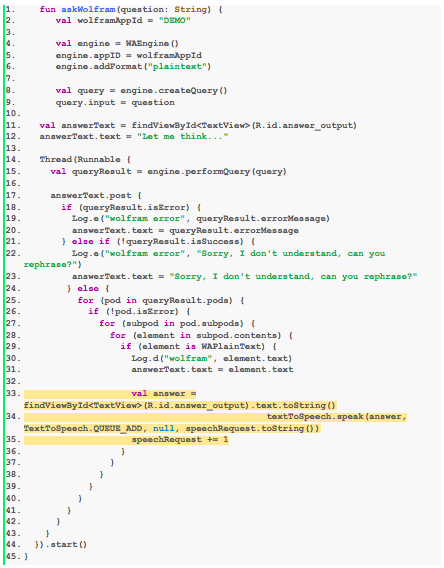 1. fun askWolfram(question: String) {
2. val wolframAppId = "DEMO"
3.
4. val engine = WAEngine()
5. engine.appID = wolframAppId
6. engine.addFormat("plaintext")
7.
8. val query = engine.createQuery()
9. query.input = question
10.
11. val answerText = findViewById<TextView>(R.id.answer_output)
12. answerText.text = "Let me think..."
13.
14. Thread(Runnable {
15. val queryResult = engine.performQuery(query)
16.
17. answerText.post {
18. if (queryResult.isError) {
19. Log.e("wolfram error", queryResult.errorMessage)
20. answerText.text = queryResult.errorMessage
21. } else if (!queryResult.isSuccess) {
22. Log.e("wolfram error", "Sorry, I don't understand, can you
rephrase?")
23. answerText.text = "Sorry, I don't understand, can you rephrase?"
24. } else {
25. for (pod in queryResult.pods) {
26. if (!pod.isError) {
27. for (subpod in pod.subpods) {
28. for (element in subpod.contents) {
29. if (element is WAPlainText) {
30. Log.d("wolfram", element.text)
31. answerText.text = element.text
32.
33. val answer =
findViewById<TextView>(R.id.answer_output).text.toString()
34. textToSpeech.speak(answer,
TextToSpeech.QUEUE_ADD, null, speechRequest.toString())
35. speechRequest += 1
36. }
37. }
38. }
39. }
40. }
41. }
42. }
43. }
44. }).start()
45. }